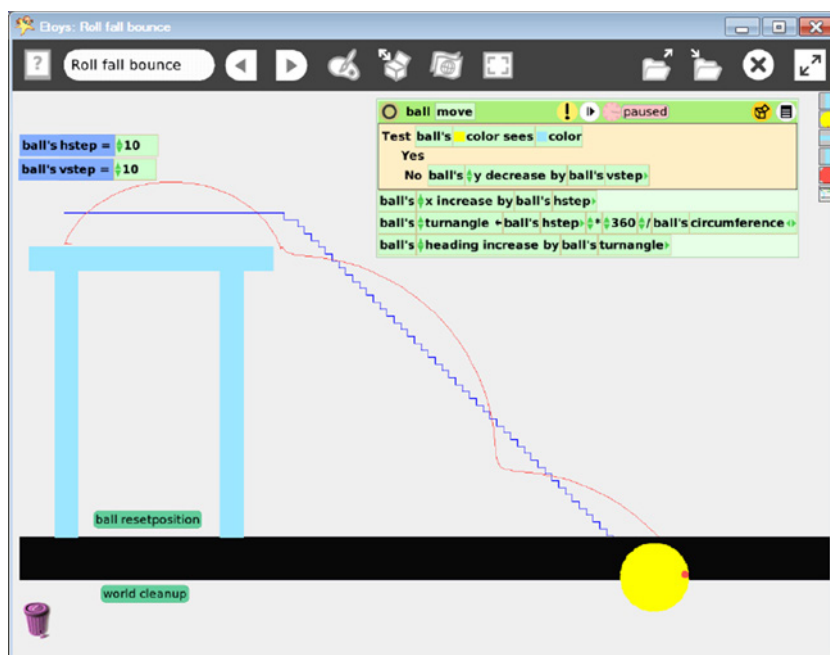 Etoys: Roll fall bounce
? Roll fall bounce
ball's hstep = 10
ball's vstep = 10
ball move ! paused
Test ball's color sees color
Yes
No ball's y decrease by ball's vstep
ball's x increase by ball's hstep
ball's turnangle ← ball's hstep * 360 / ball's circumference
ball's heading increase by ball's turnangle
ball resetposition
world cleanup